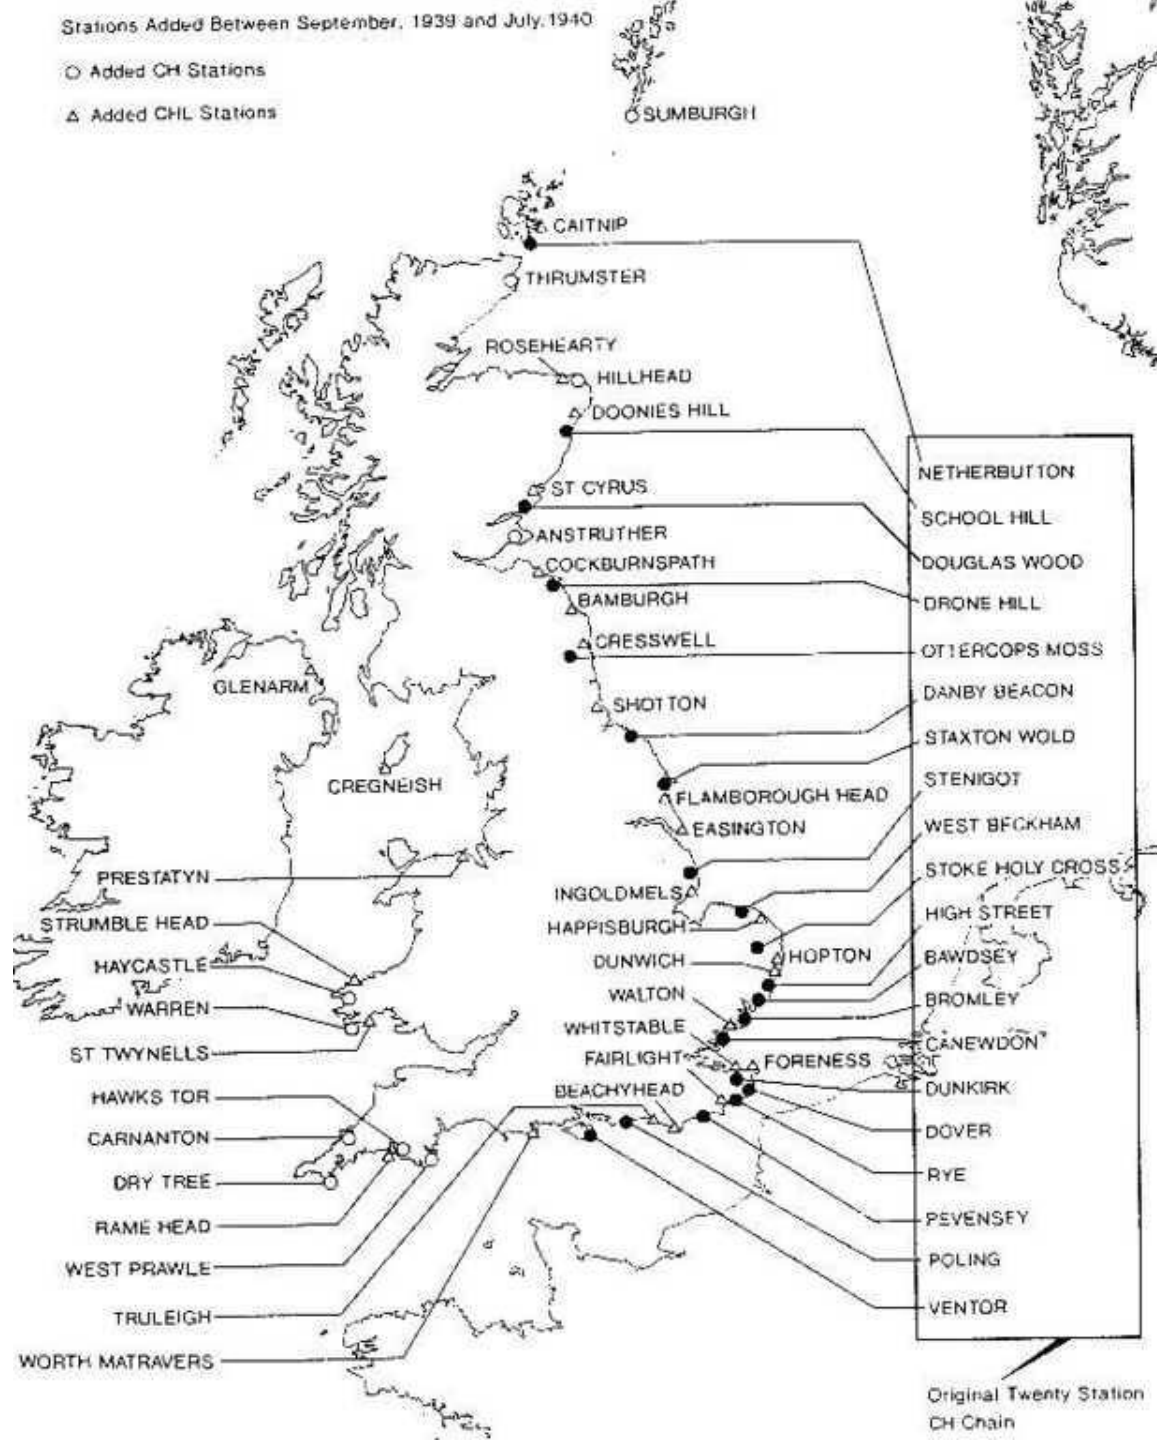 Stations Added Between September, 1939 and July, 1940
Added CH Stations
Added CHL Stations
SUMBURGH
CAITNIP
THRUMSTER
ROSEHEARTY
HILLHEAD
DOONIES HILL
ST CYRUS
ANSTRUTHER
COCKBURNSPATH
BAMBURGH
CRESSWELL
GLENARM
SHOTTON
CREGNEISH
FLAMBOROUGH HEAD
EASINGTON
PRESTATYN
INGOLDMELS
STRUMBLE HEAD
HAPPISBURGH
HAYCASTLE
DUNWICH
HOPTON
WARREN
WALTON
ST TWYNELLS
WHITSTABLE
FAIRLIGHT
FORENESS
HAWKS TOR
BEACHYHEAD
CARNANTON
DRY TREE
RAME HEAD
WEST PRAWLE
TRULEIGH
WORTH MATRAVERS
NETHERBUTTON
SCHOOL HILL
DOUGLAS WOOD
DRONE HILL
OTTERCOPS MOSS
DANBY BEACON
STAXTON WOLD
STENIGOT
WEST BECKHAM
STOKE HOLY CROSS
HIGH STREET
BAWDSEY
BROMLEY
CANEWDON
DUNKIRK
DOVER
RYE
PEVENSEY
POLING
VENTOR
Original Twenty Station
CH Chain